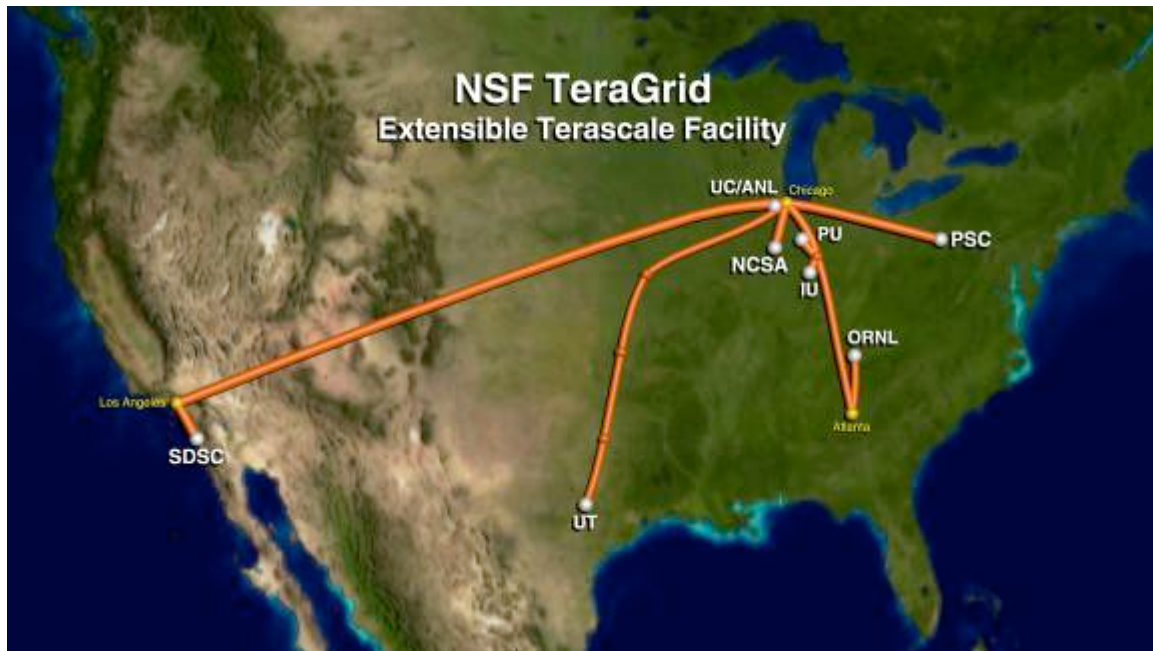 NSF TeraGrid
Extensible Terascale Facility
UC/ANL
Chicago
PU
PSC
NCSA
IU
ORNL
Los Angeles
Atlanta
SDSC
UT